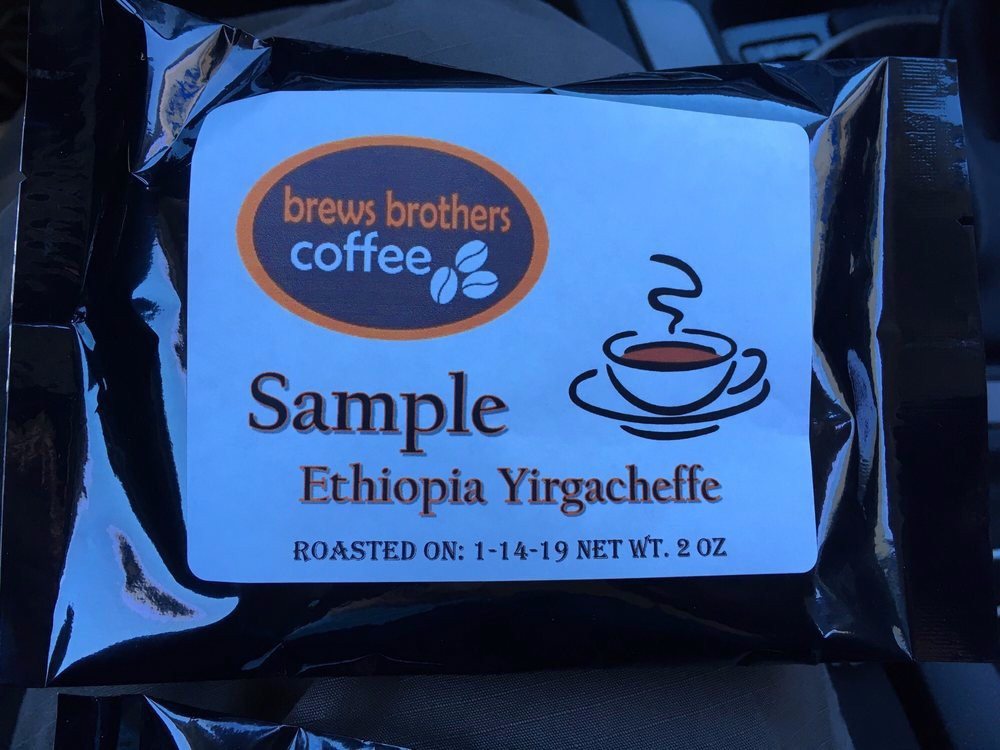 brews brothers
coffee
Sample
Ethiopia Yirgacheffe
ROASTED ON: 1-14-19 NET WT. 2 OZ